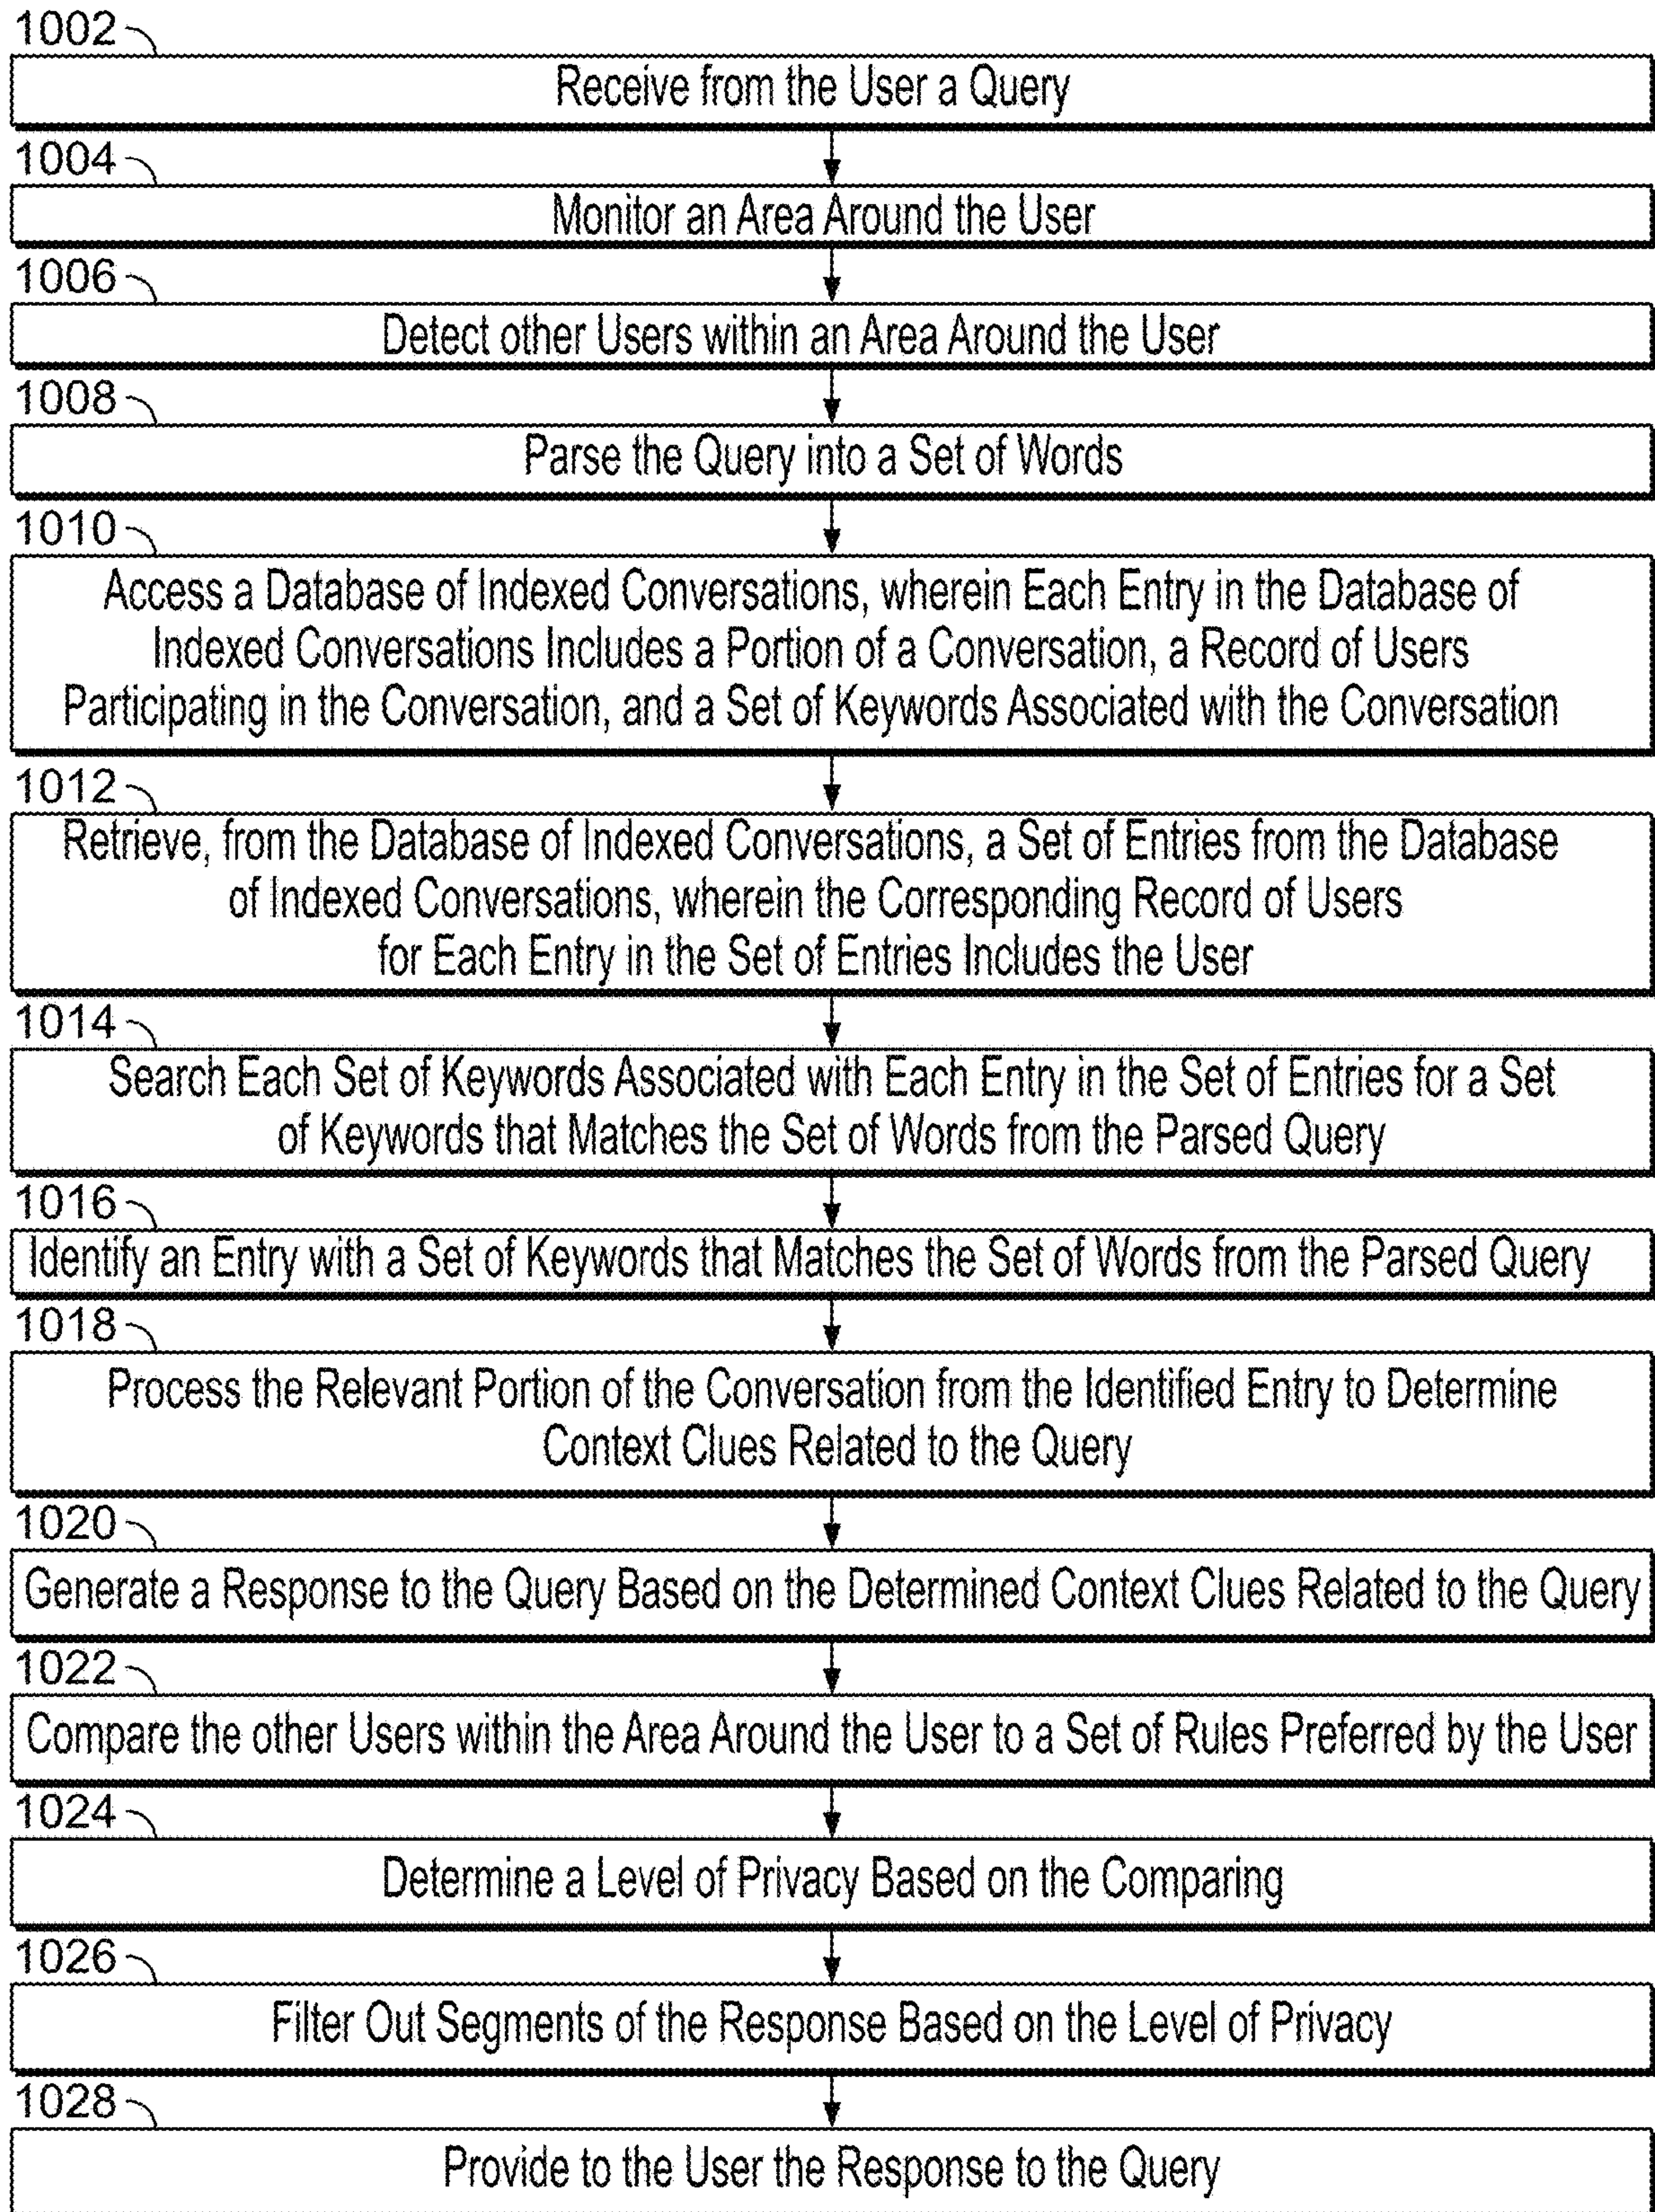 1002
Receive from the User a Query
1004
Monitor an Area Around the User
1006
Detect other Users within an Area Around the User
1008
Parse the Query into a Set of Words
1010
Access a Database of Indexed Conversations, wherein Each Entry in the Database of
Indexed Conversations Includes a Portion of a Conversation, a Record of Users
Participating in the Conversation, and a Set of Keywords Associated with the Conversation
1012
Retrieve, from the Database of Indexed Conversations, a Set of Entries from the Database
of Indexed Conversations, wherein the Corresponding Record of Users
for Each Entry in the Set of Entries Includes the User
1014
Search Each Set of Keywords Associated with Each Entry in the Set of Entries for a Set
of Keywords that Matches the Set of Words from the Parsed Query
1016
Identify an Entry with a Set of Keywords that Matches the Set of Words from the Parsed Query
1018
Process the Relevant Portion of the Conversation from the Identified Entry to Determine
Context Clues Related to the Query
1020
Generate a Response to the Query Based on the Determined Context Clues Related to the Query
1022
Compare the other Users within the Area Around the User to a Set of Rules Preferred by the User
1024
Determine a Level of Privacy Based on the Comparing
1026
Filter Out Segments of the Response Based on the Level of Privacy
1028
Provide to the User the Response to the Query